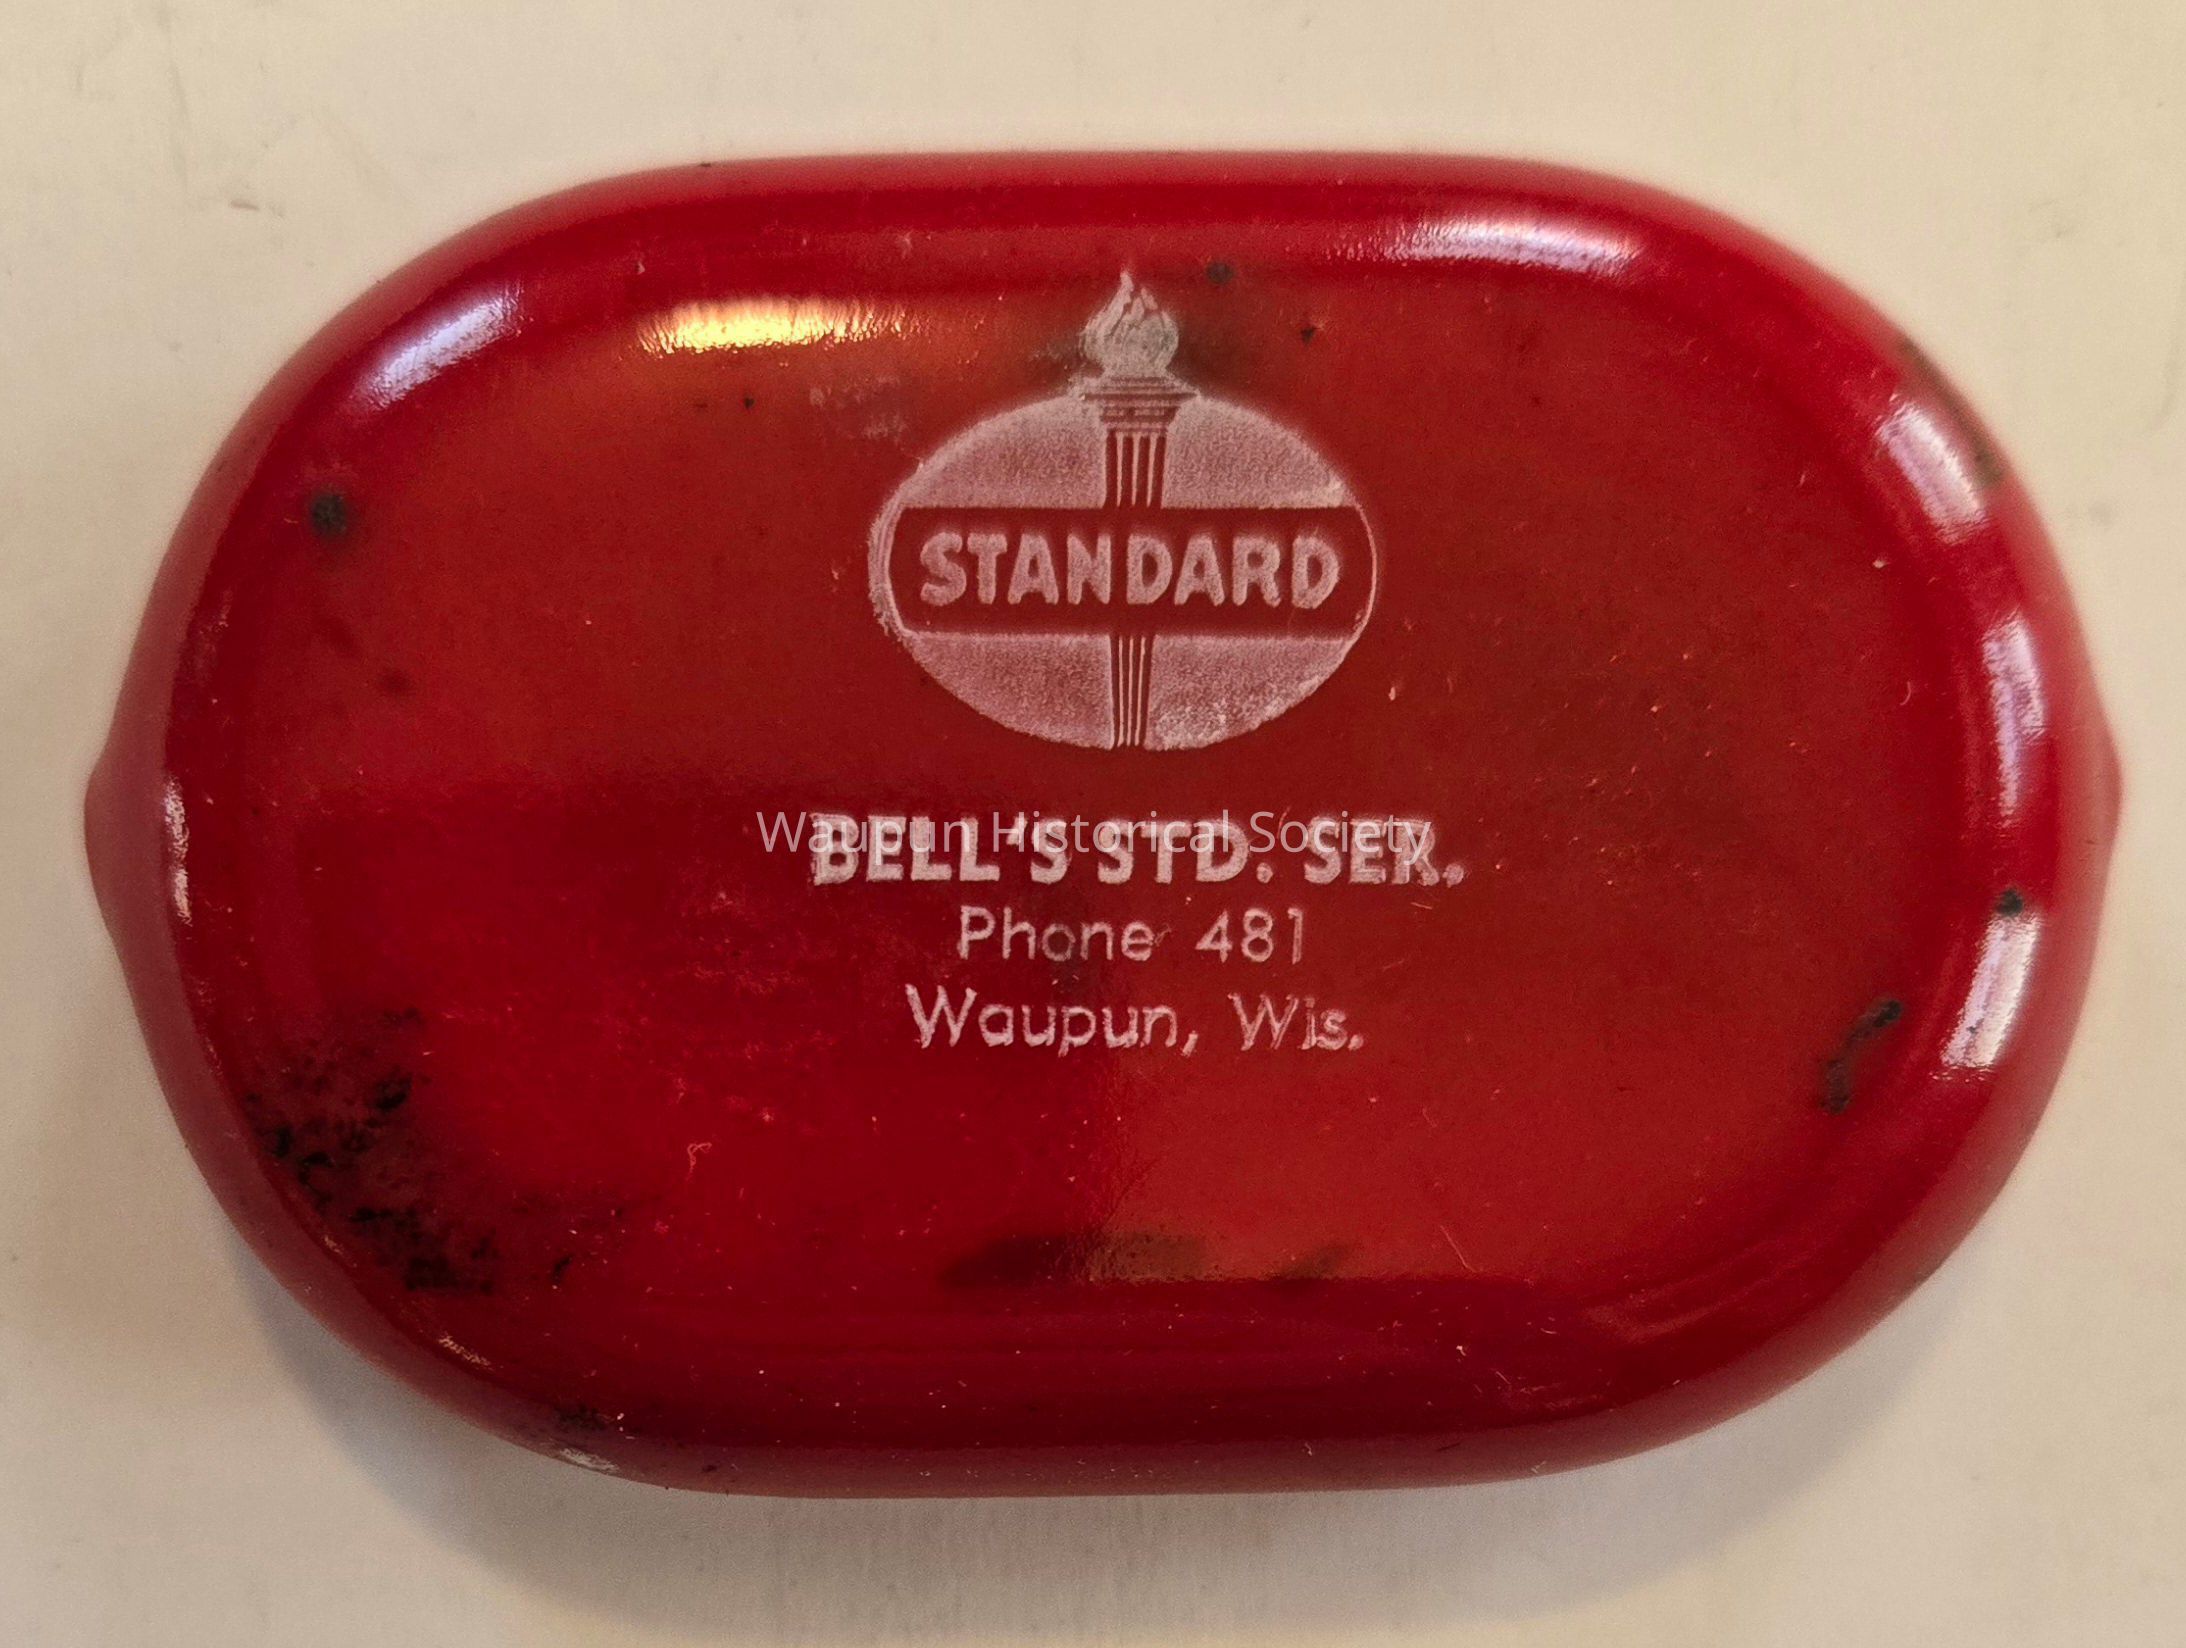 STANDARD
Waupun Historical Society
BELL'S STD. SER.
Phone 481
Waupun, Wis.